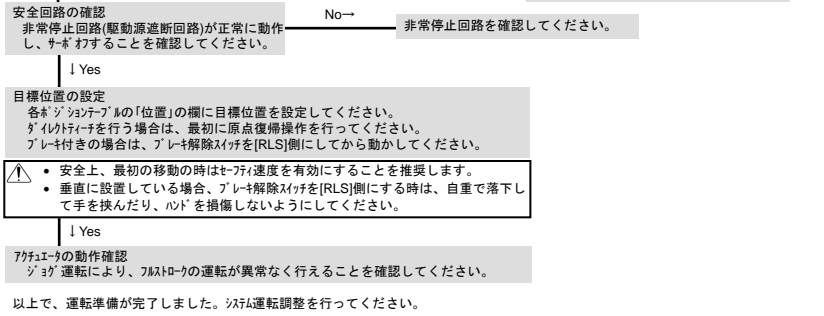 安全回路の確認
非常停止回路(駆動源遮断回路)が正常に動作
し、ｻｰﾎﾞｵﾌすることを確認してください。
No→
非常停止回路を確認してください。
↓Yes
目標位置の設定
各ﾎﾟｼﾞｼｮﾝﾃｰﾌﾞﾙの｢位置｣の欄に目標位置を設定してください。
ﾀﾞｲﾚｸﾄﾃｨｰﾁを行う場合は、最初に原点復帰操作を行ってください。
ﾌﾞﾚｰｷ付きの場合は、ﾌﾞﾚｰｷ解除ｽｲｯﾁを[RLS]側にしてから動かしてください。
• 安全上、最初の移動の時はｾｰﾌﾃｨ速度を有効にすることを推奨します。
• 垂直に設置している場合、ﾌﾞﾚｰｷ解除ｽｲｯﾁを[RLS]側にする時は、自重で落下し
て手を挟んだり、ﾊﾝﾄﾞを損傷しないようにしてください。
↓Yes
ｱｸﾁｭｴｰﾀの動作確認
ｼﾞｮｸﾞ運転により、ﾌﾙｽﾄﾛｰｸの運転が異常なく行えることを確認してください。
以上で、運転準備が完了しました。ｼｽﾃﾑ運転調整を行ってください。